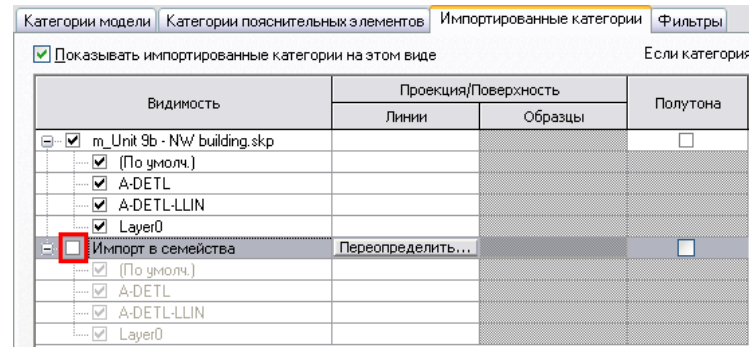 Категории модели Категории пояснительных элементов Импортированные категории Фильтры
Показывать импортированные категории на этом виде Если категория
Видимость Проекция/Поверхность Полутона
Линии Образцы
m_Unit 9b - NW building.skp
(По умолч.)
A-DETL
A-DETL-LLIN
Layer0
Импорт в семейства Переопределить...
(По умолч.)
A-DETL
A-DETL-LLIN
Layer0